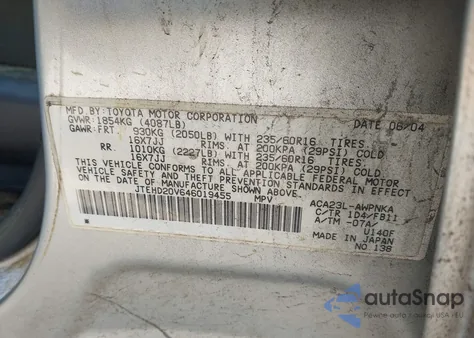 MFD.BY:TOYOTA MOTOR CORPORATION DATE 06/04
GVWR:1854KG (4087LB)
GAWR:FRT 930KG (2050LB) WITH 235/60R16 TIRES
16X7JJ RIMS AT 200KPA (29PSI) COLD
RR 1010KG (2227LB) WITH 235/60R16 TIRES
16X7JJ RIMS AT 200KPA (29PSI) COLD
THIS VEHICLE CONFORMS TO ALL APPLICABLE FEDERAL MOTOR
VEHICLE SAFETY AND THEFT PREVENTION STANDARDS IN EFFECT
ON THE DATE OF MANUFACTURE SHOWN ABOVE.
JTEHD20V646019455 MPV
ACA23L-AWPNKA
C/TR 1D4/FB11
A/TM -07A/
U140F
MADE IN JAPAN
NO 138
autoSnap